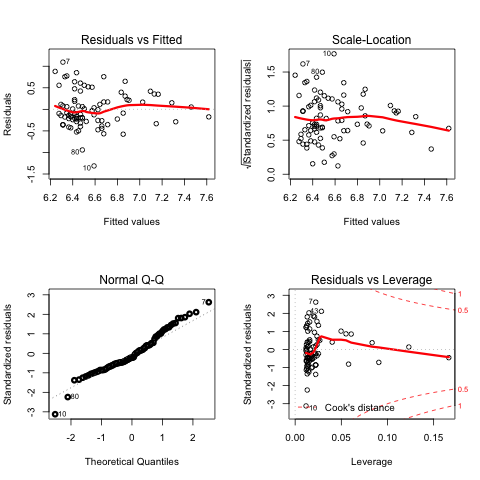 Residuals vs Fitted
Residuals
-1.5
-0.5
0.5
7
80
10
6.2 6.4 6.6 6.8 7.0 7.2 7.4 7.6
Fitted values
Scale-Location
√|Standardized residuals|
0.0
0.5
1.0
1.5
10
7
80
6.2 6.4 6.6 6.8 7.0 7.2 7.4 7.6
Fitted values
Normal Q-Q
Standardized residuals
-3 -2 -1 0 1 2 3
7
80
10
-2 -1 0 1 2
Theoretical Quantiles
Residuals vs Leverage
Standardized residuals
-3 -2 -1 0 1 2 3
7
13
10
Cook's distance
1
0.5
0.5
1
0.00 0.05 0.10 0.15
Leverage